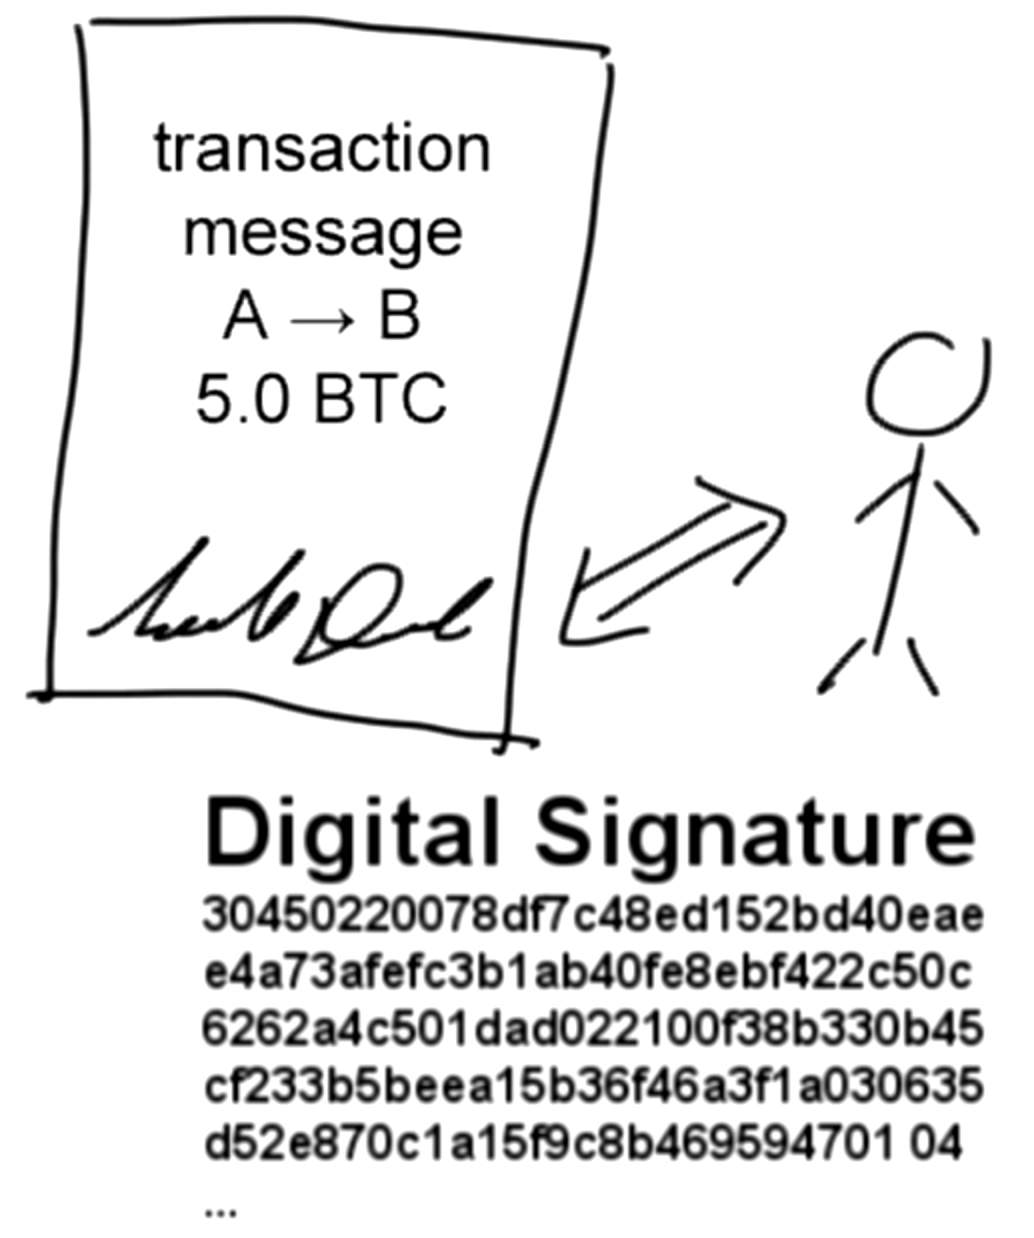 transaction
message
A → B
5.0 BTC
Digital Signature
30450220078df7c48ed152bd40eae
e4a73afefc3b1ab40fe8ebf422c50c
6262a4c501dad022100f38b330b45
cf233b5beea15b36f46a3f1a030635
d52e870c1a15f9c8b469594701 04
...